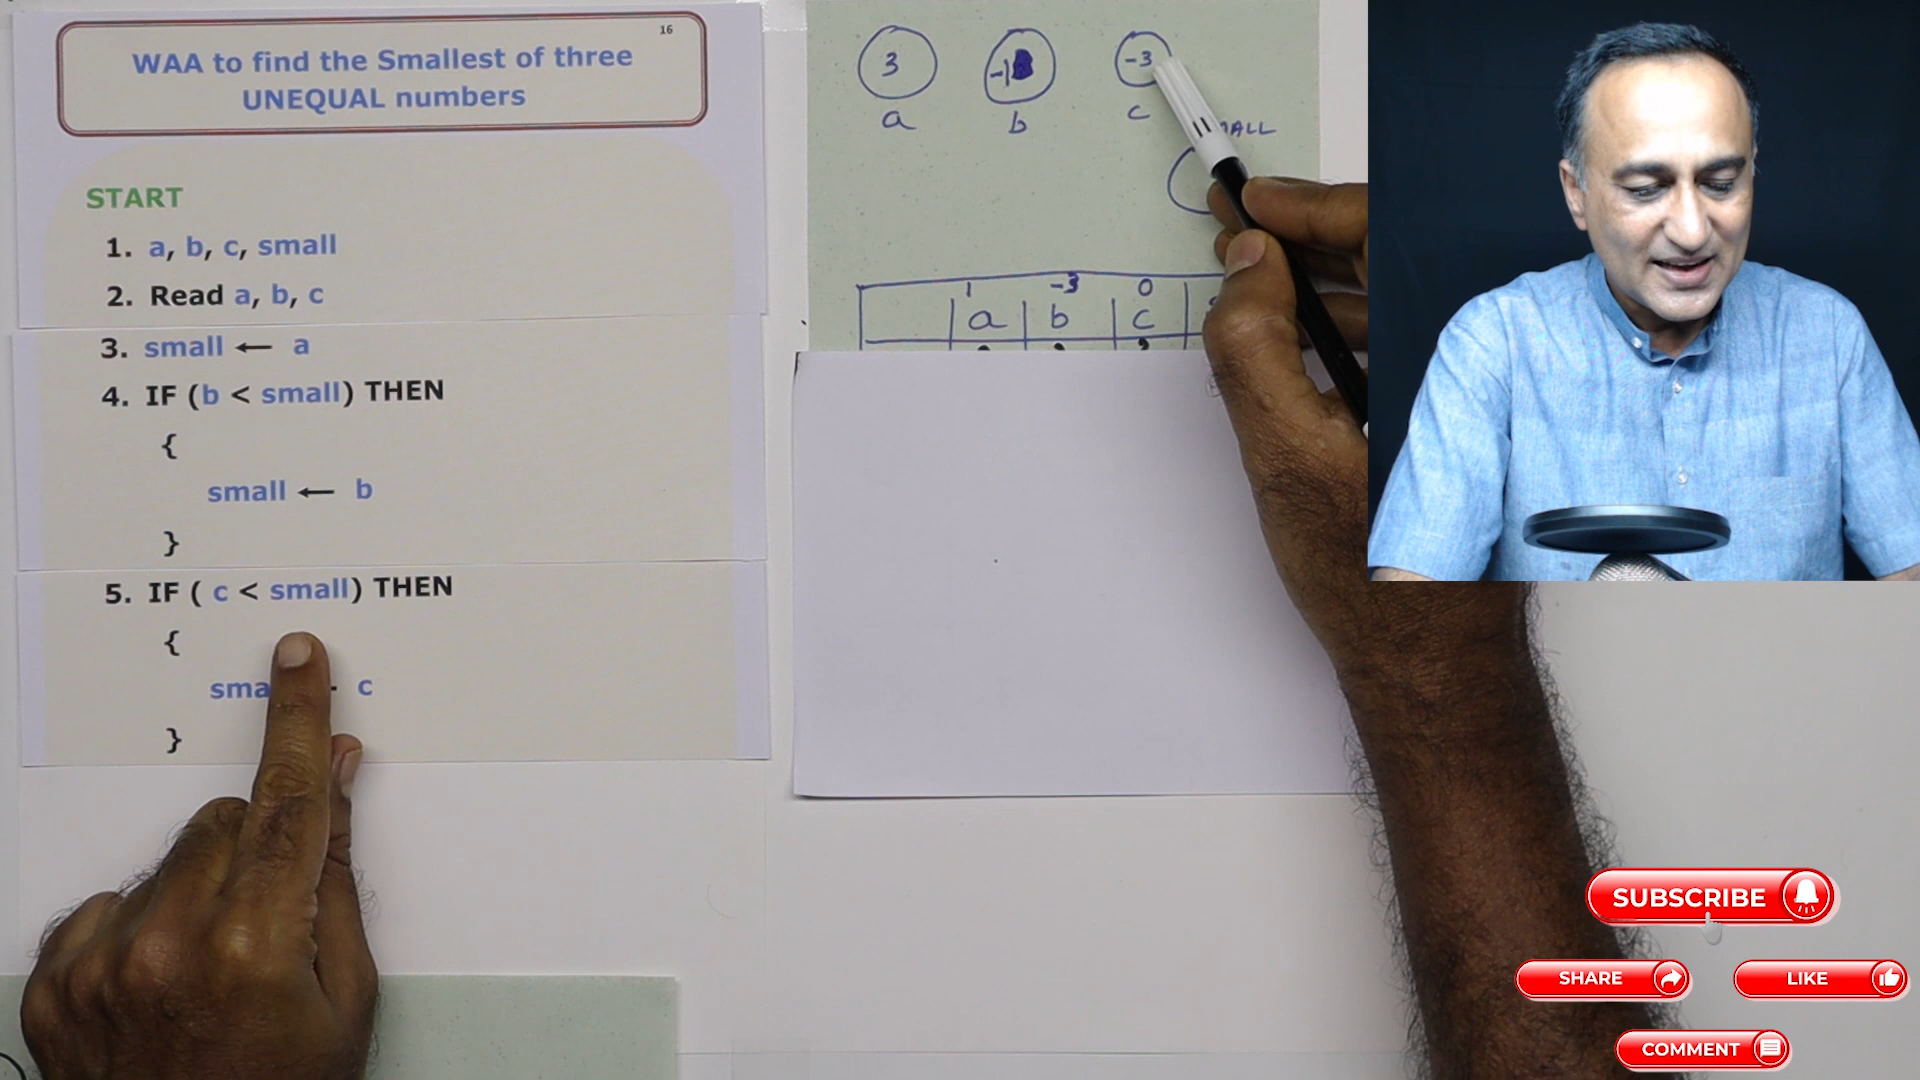 16
WAA to find the Smallest of three
UNEQUAL numbers
START
1. a, b, c, small
2. Read a, b, c
3. small ← a
4. IF (b < small) THEN
{
small ← b
}
5. IF ( c < small) THEN
{
c
}
3
-1
-3
a
b
c
1
-3
0
a
b
c
SUBSCRIBE
SHARE
LIKE
COMMENT